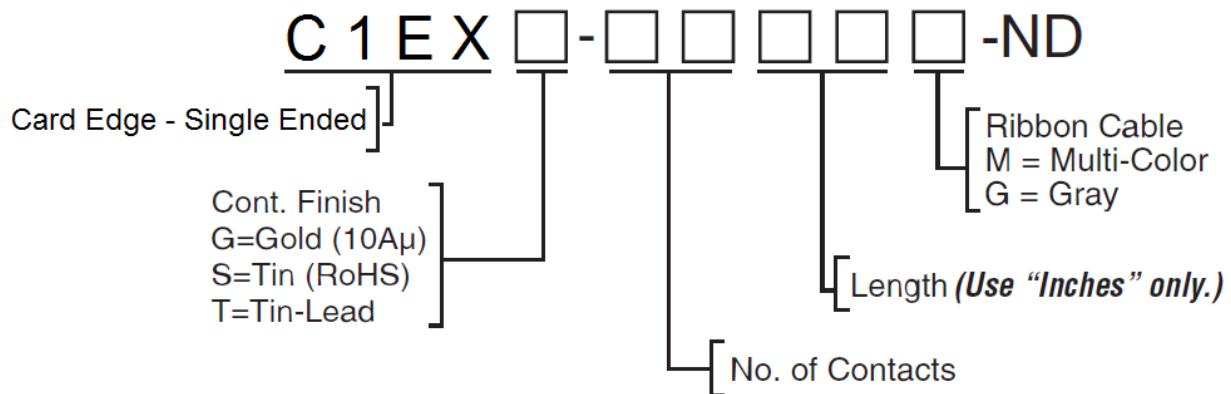 C 1 E X □ - □ □ □ □ □ -ND
Card Edge - Single Ended
Ribbon Cable
M = Multi-Color
G = Gray
Cont. Finish
G=Gold (10Aµ)
S=Tin (RoHS)
T=Tin-Lead
Length (Use “Inches” only.)
No. of Contacts